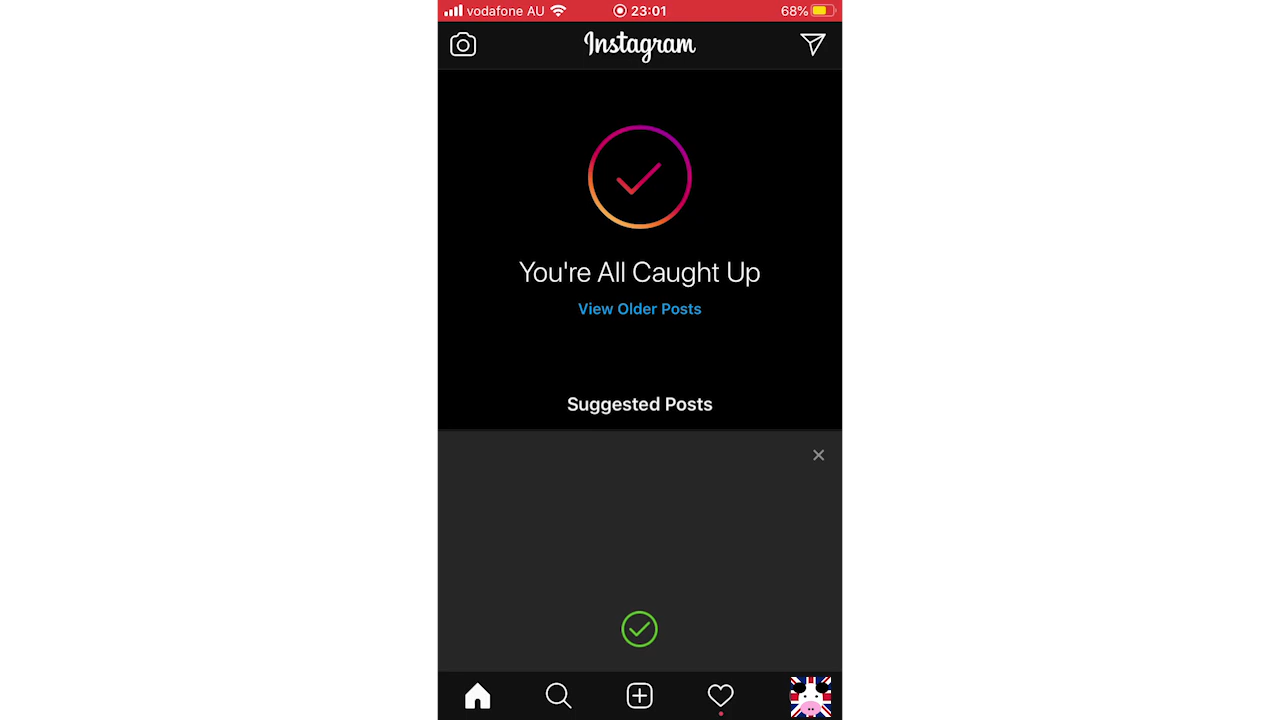 vodafone AU 23:01 68%
Instagram
You're All Caught Up
View Older Posts
Suggested Posts